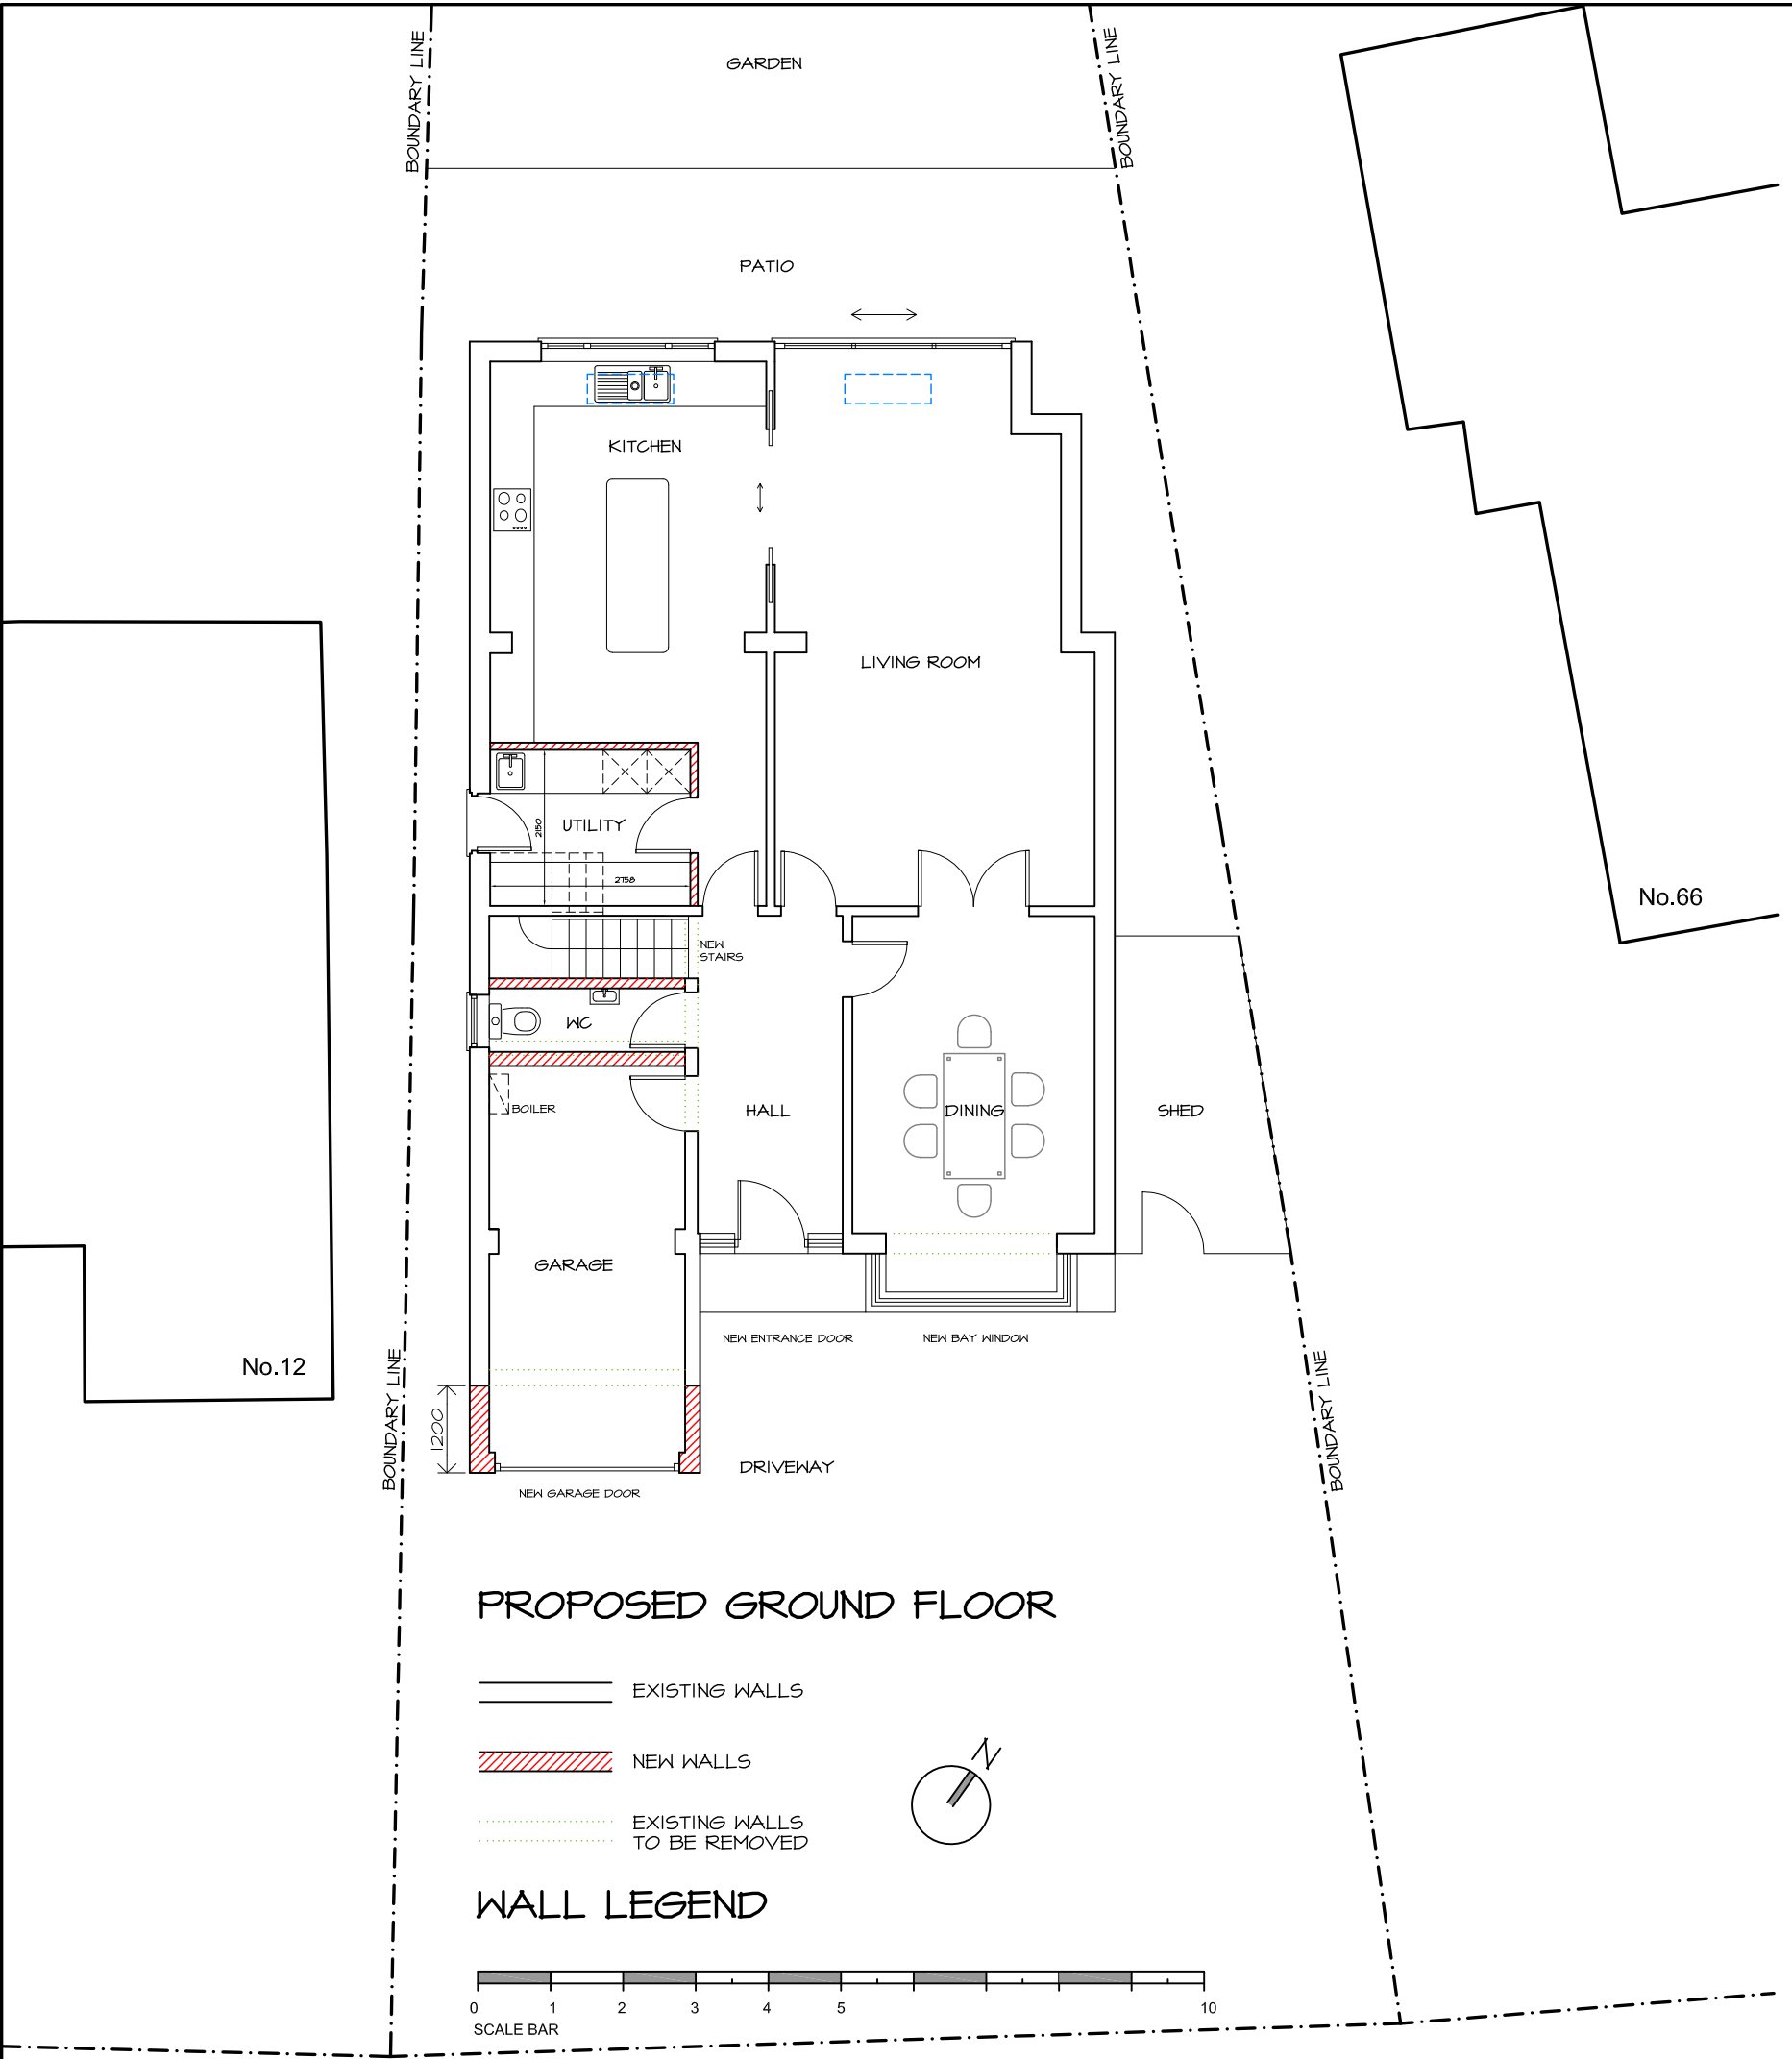 BOUNDARY LINE
GARDEN
BOUNDARY LINE
PATIO
KITCHEN
LIVING ROOM
UTILITY
2150
2758
No.66
NEW
STAIRS
WC
BOILER
HALL
DINING
SHED
GARAGE
NEW ENTRANCE DOOR
NEW BAY WINDOW
No.12
BOUNDARY LINE
1200
BOUNDARY LINE
DRIVEWAY
NEW GARAGE DOOR
PROPOSED GROUND FLOOR
EXISTING WALLS
NEW WALLS
N
EXISTING WALLS
TO BE REMOVED
WALL LEGEND
0 1 2 3 4 5 10
SCALE BAR